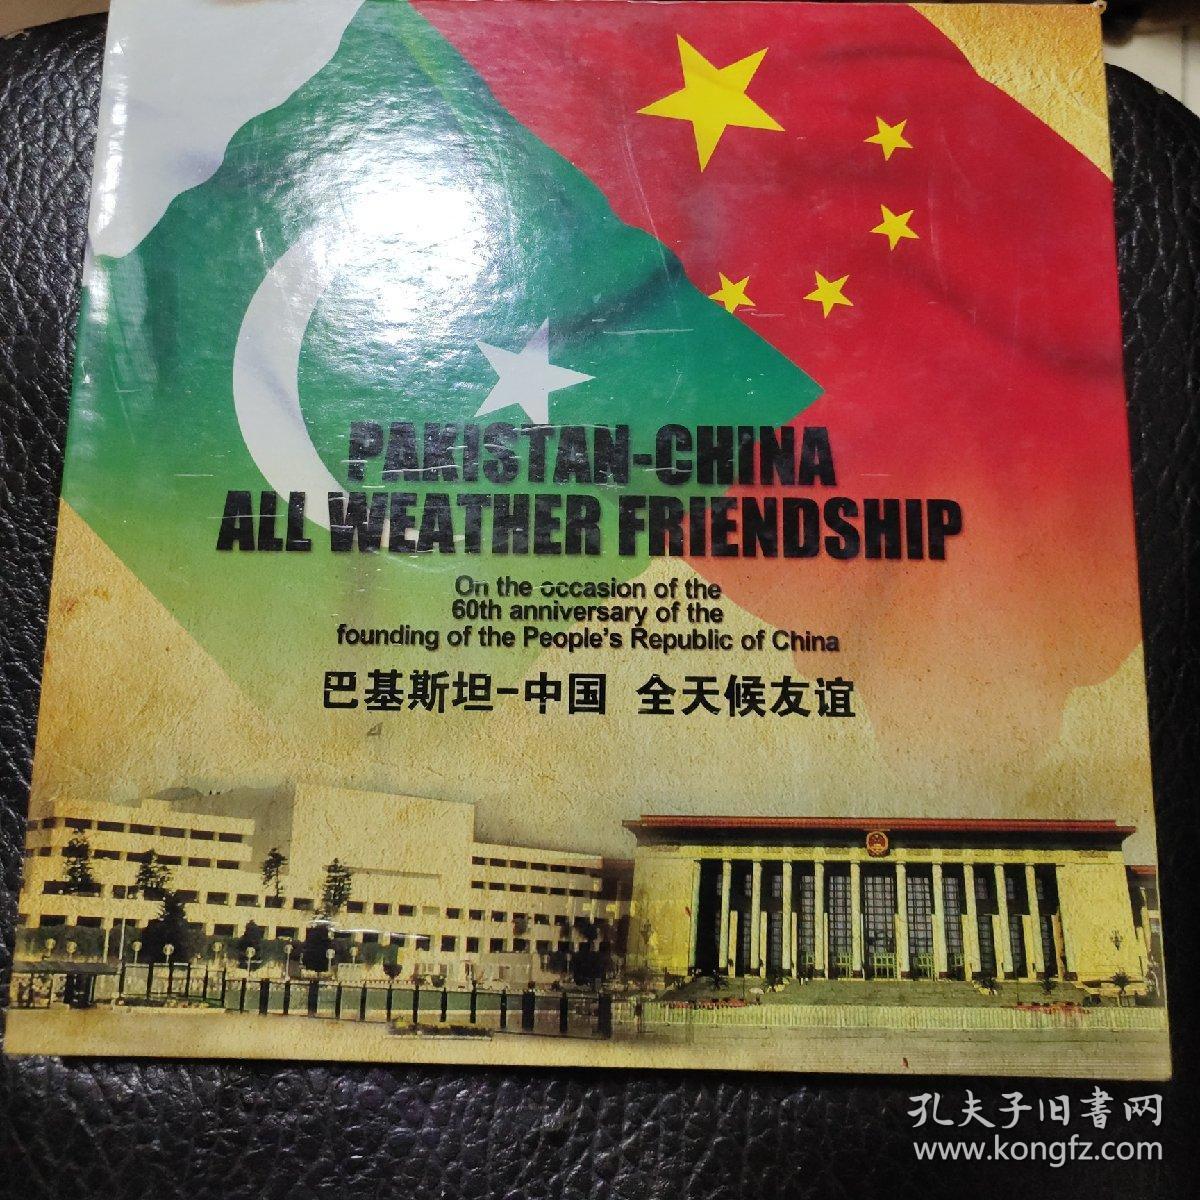 PAKISTAN-CHINA
ALL WEATHER FRIENDSHIP
On the occasion of the
60th anniversary of the
founding of the People's Republic of China
巴基斯坦-中国 全天候友谊
孔夫子旧書网
www.kongfz.com